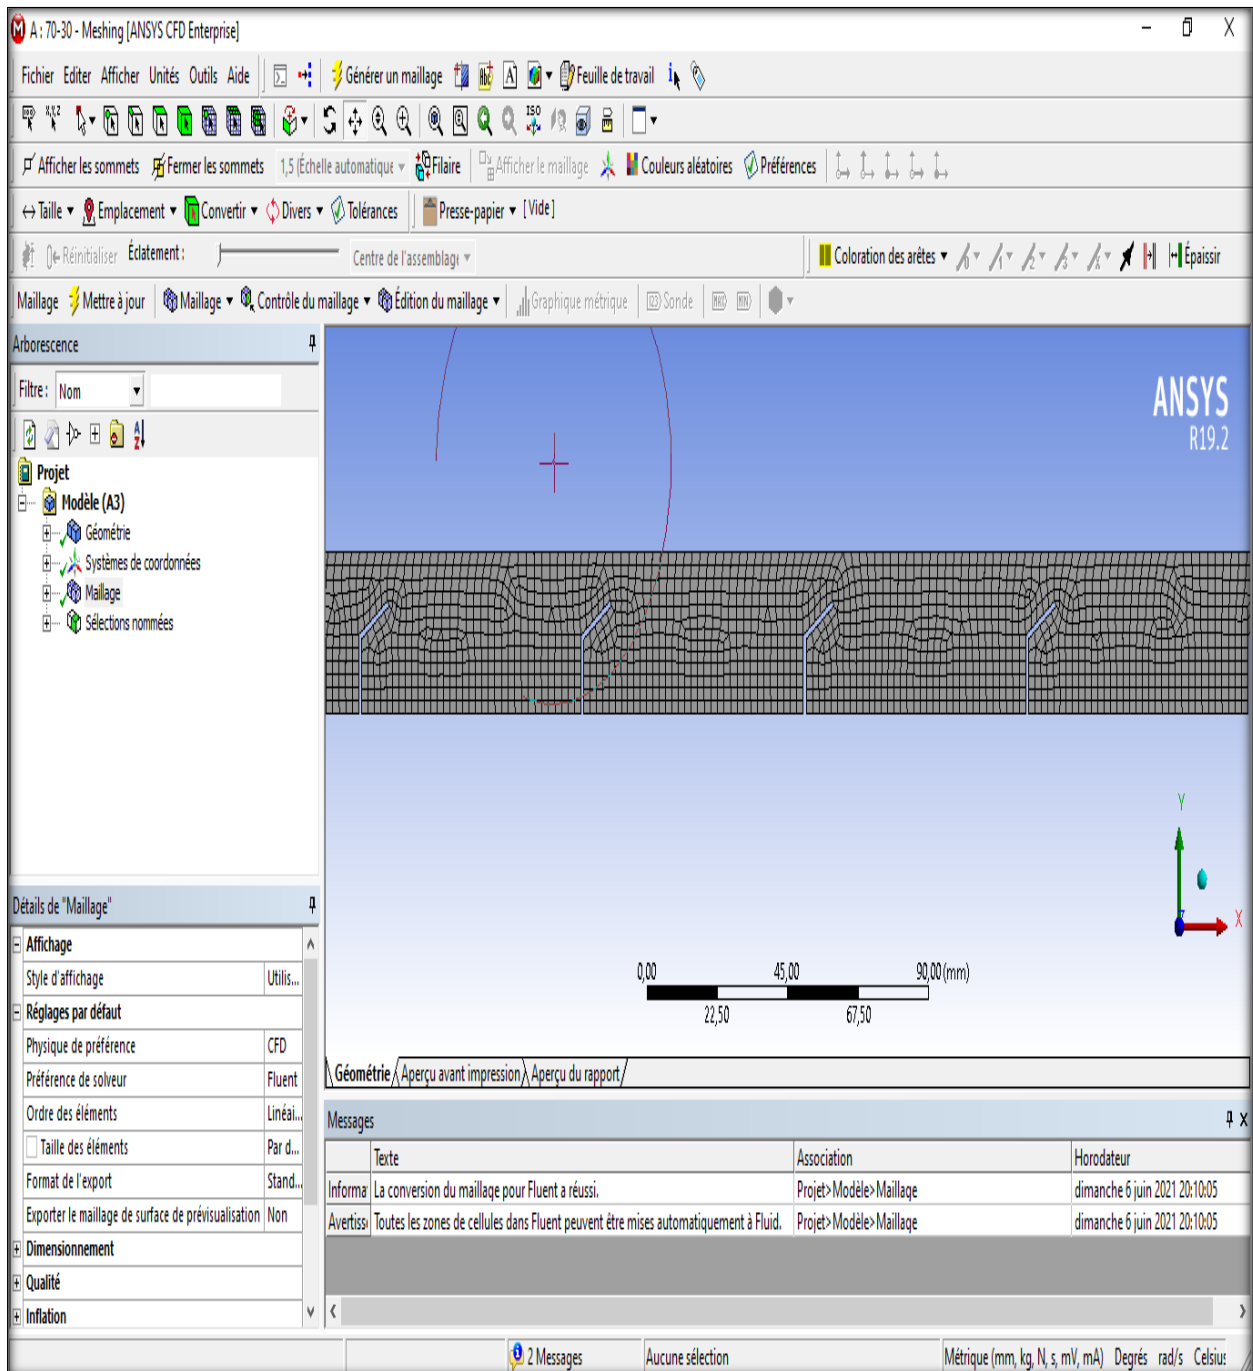 A : 70-30 - Meshing [ANSYS CFD Enterprise]
Fichier Editer Afficher Unités Outils Aide Générer un maillage Feuille de travail
ISO
Afficher les sommets Fermer les sommets 1,5 (Échelle automatique Filaire Afficher le maillage Couleurs aléatoires Préférences
Taille Emplacement Convertir Divers Tolérances Presse-papier [Vide]
Réinitialiser Éclatement : Centre de l'assemblage Coloration des arêtes Épaissir
Maillage Mettre à jour Maillage Contrôle du maillage Édition du maillage Graphique métrique Sonde MAX MIN
Arborescence
Filtre : Nom
Projet
Modèle (A3)
Géométrie
Systèmes de coordonnées
Maillage
Sélections nommées
ANSYS
R19.2
Y
X
Z
0,00 45,00 90,00 (mm)
22,50 67,50
Géométrie Aperçu avant impression Aperçu du rapport
Détails de "Maillage"
Affichage
Style d'affichage Utilis...
Réglages par défaut
Physique de préférence CFD
Préférence de solveur Fluent
Ordre des éléments Linéai...
Taille des éléments Par d...
Format de l'export Stand...
Exporter le maillage de surface de prévisualisation Non
Dimensionnement
Qualité
Inflation
Messages
Texte Association Horodateur
Informa La conversion du maillage pour Fluent a réussi. Projet>Modèle>Maillage dimanche 6 juin 2021 20:10:05
Avertiss Toutes les zones de cellules dans Fluent peuvent être mises automatiquement à Fluid. Projet>Modèle>Maillage dimanche 6 juin 2021 20:10:05
2 Messages Aucune sélection Métrique (mm, kg, N, s, mV, mA) Degrés rad/s Celsius